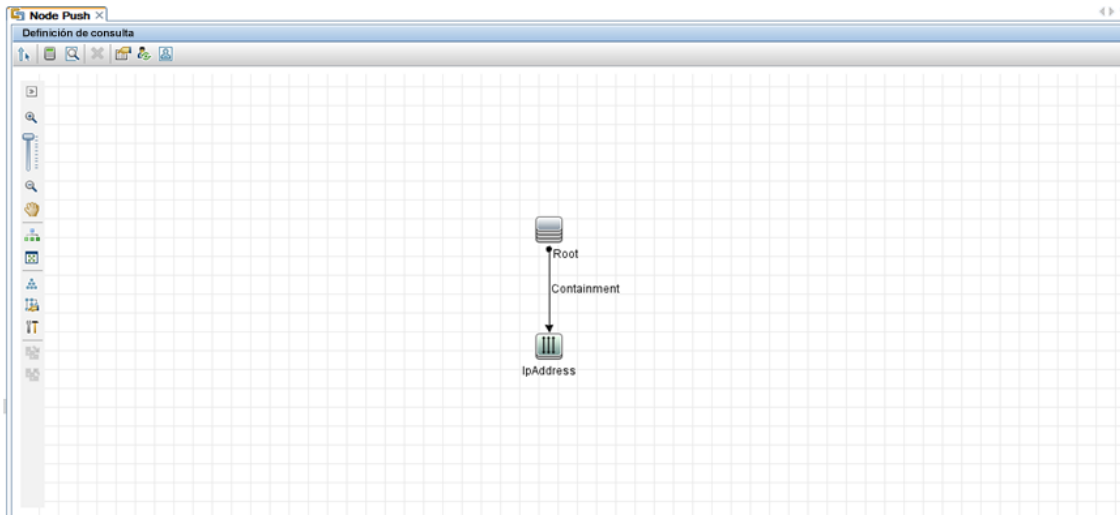 Node Push
Definición de consulta
Root
Containment
IpAddress